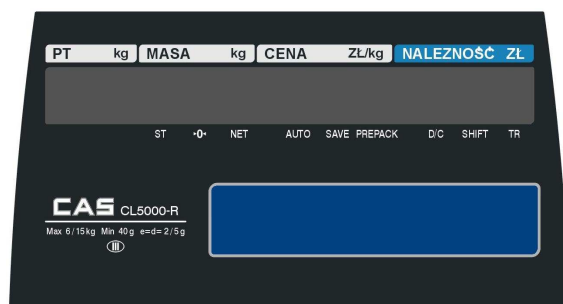 PT kg MASA kg CENA ZŁ/kg NALEZNOŚĆ ZŁ
ST ▸0◂ NET AUTO SAVE PREPACK D/C SHIFT TR
CAS CL5000-R
Max 6/15kg Min 40g e=d=2/5g
III